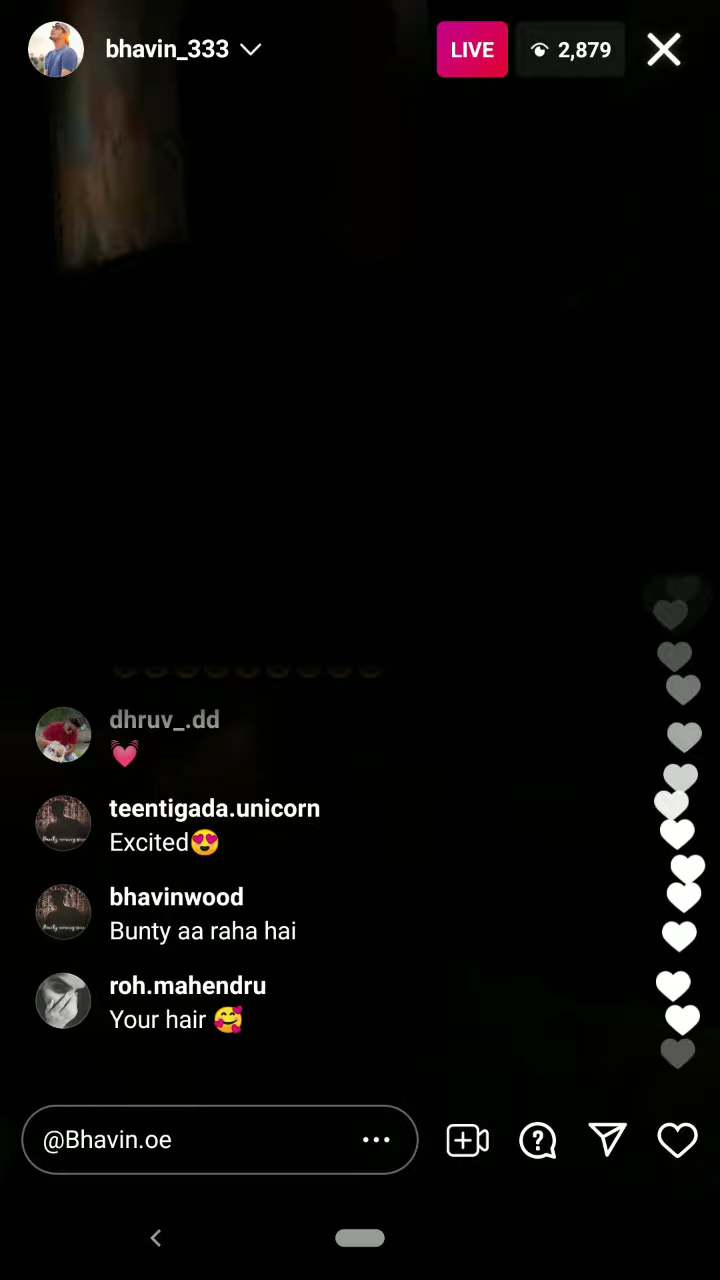 bhavin_333
LIVE
2,879
dhruv_.dd
💓
teentigada.unicorn
Excited😍
bhavinwood
Bunty aa raha hai
roh.mahendru
Your hair 🥰
@Bhavin.oe